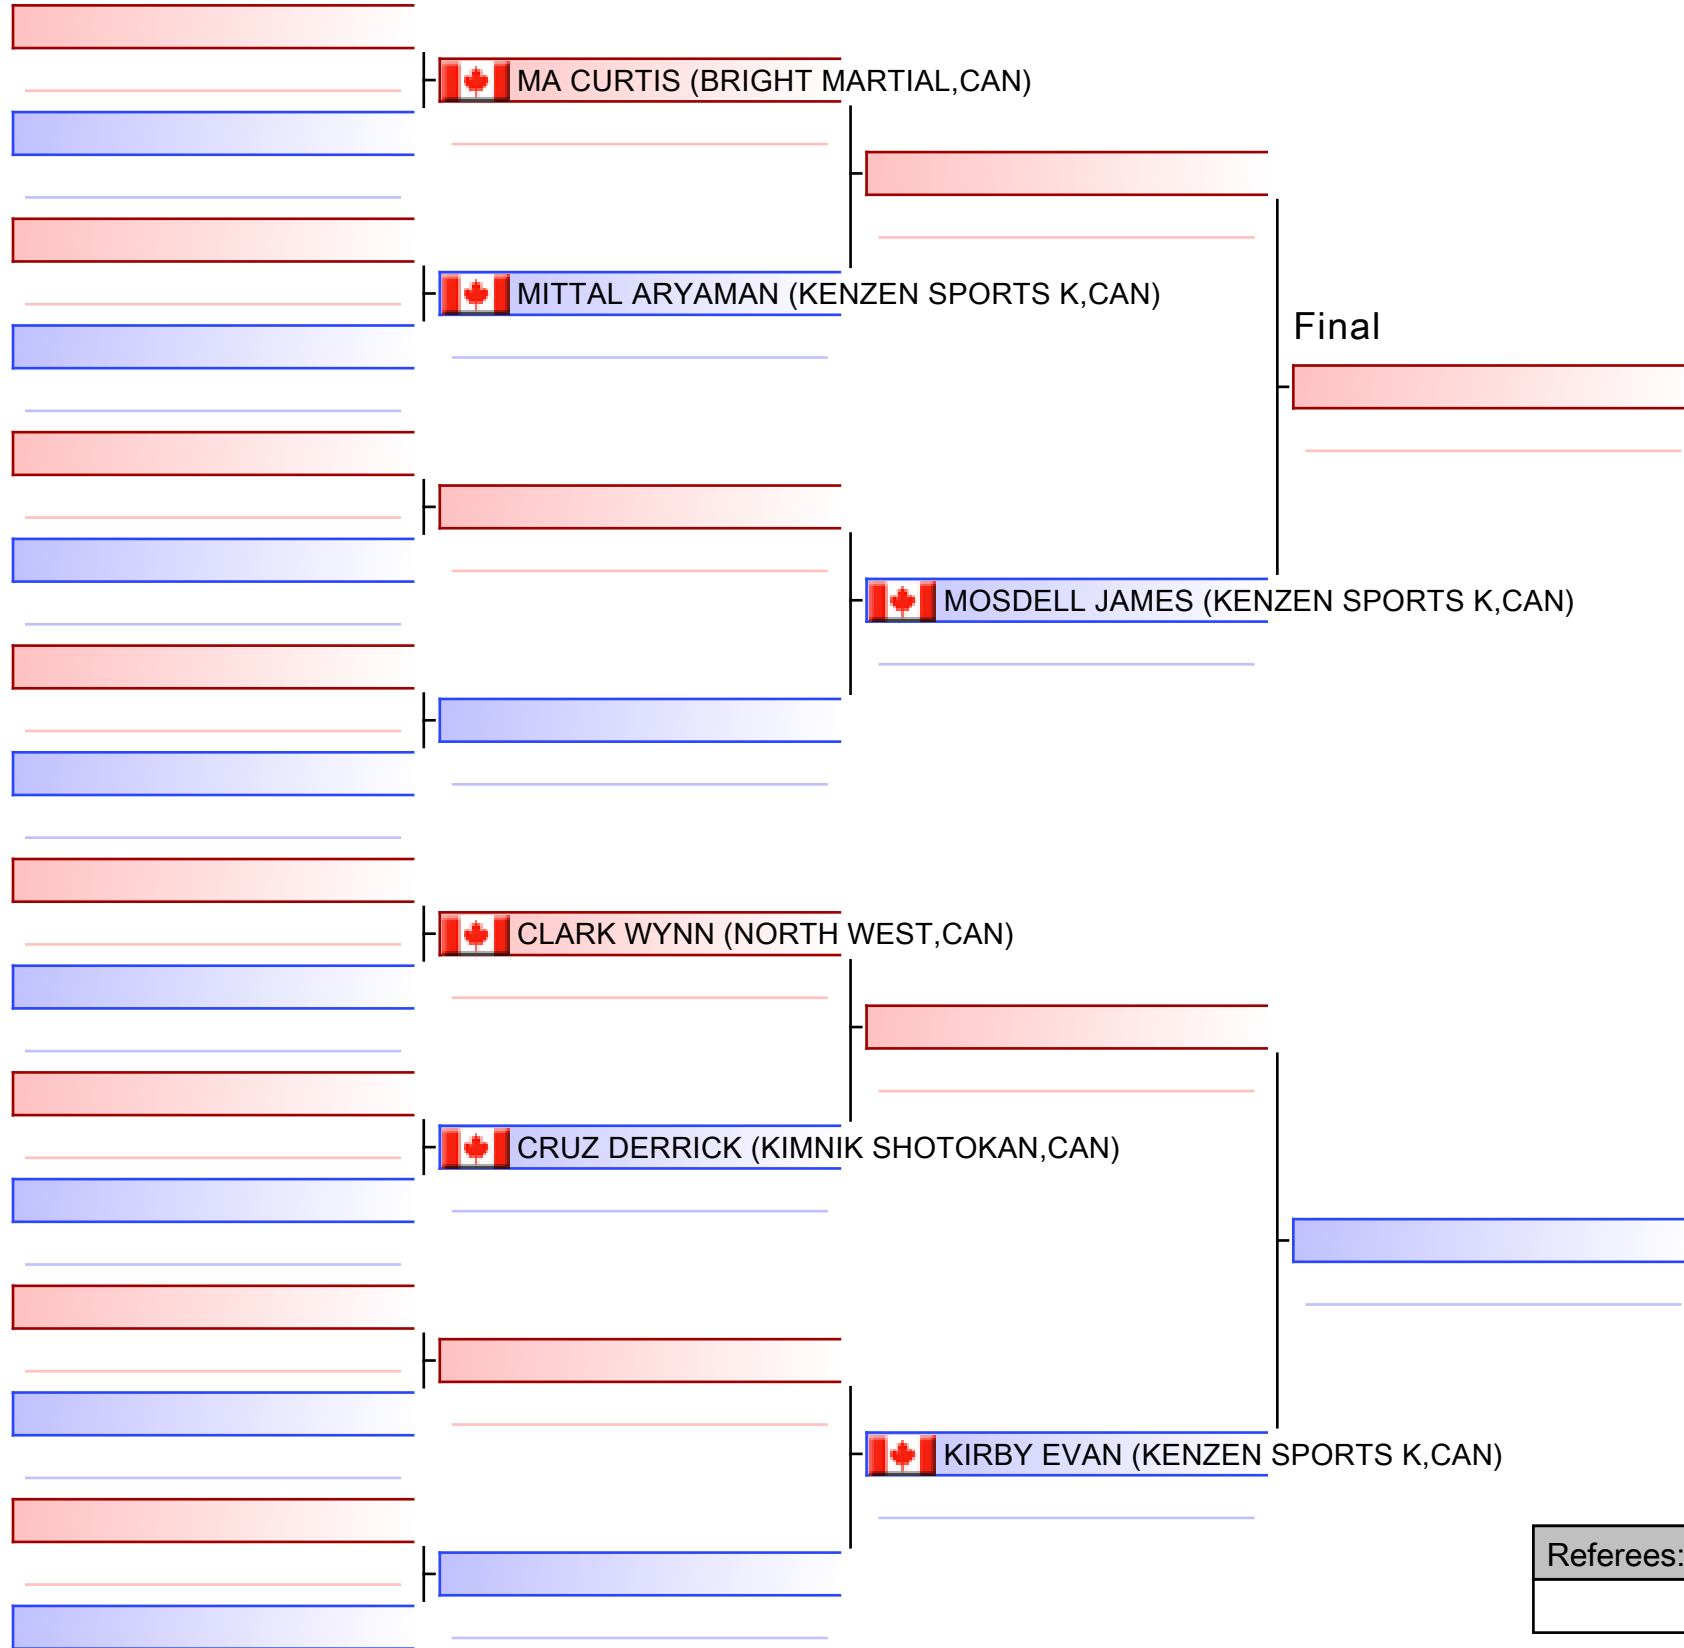 MA CURTIS (BRIGHT MARTIAL,CAN)
MITTAL ARYAMAN (KENZEN SPORTS K,CAN)
Final
MOSDELL JAMES (KENZEN SPORTS K,CAN)
CLARK WYNN (NORTH WEST,CAN)
CRUZ DERRICK (KIMNIK SHOTOKAN,CAN)
KIRBY EVAN (KENZEN SPORTS K,CAN)
Referees: